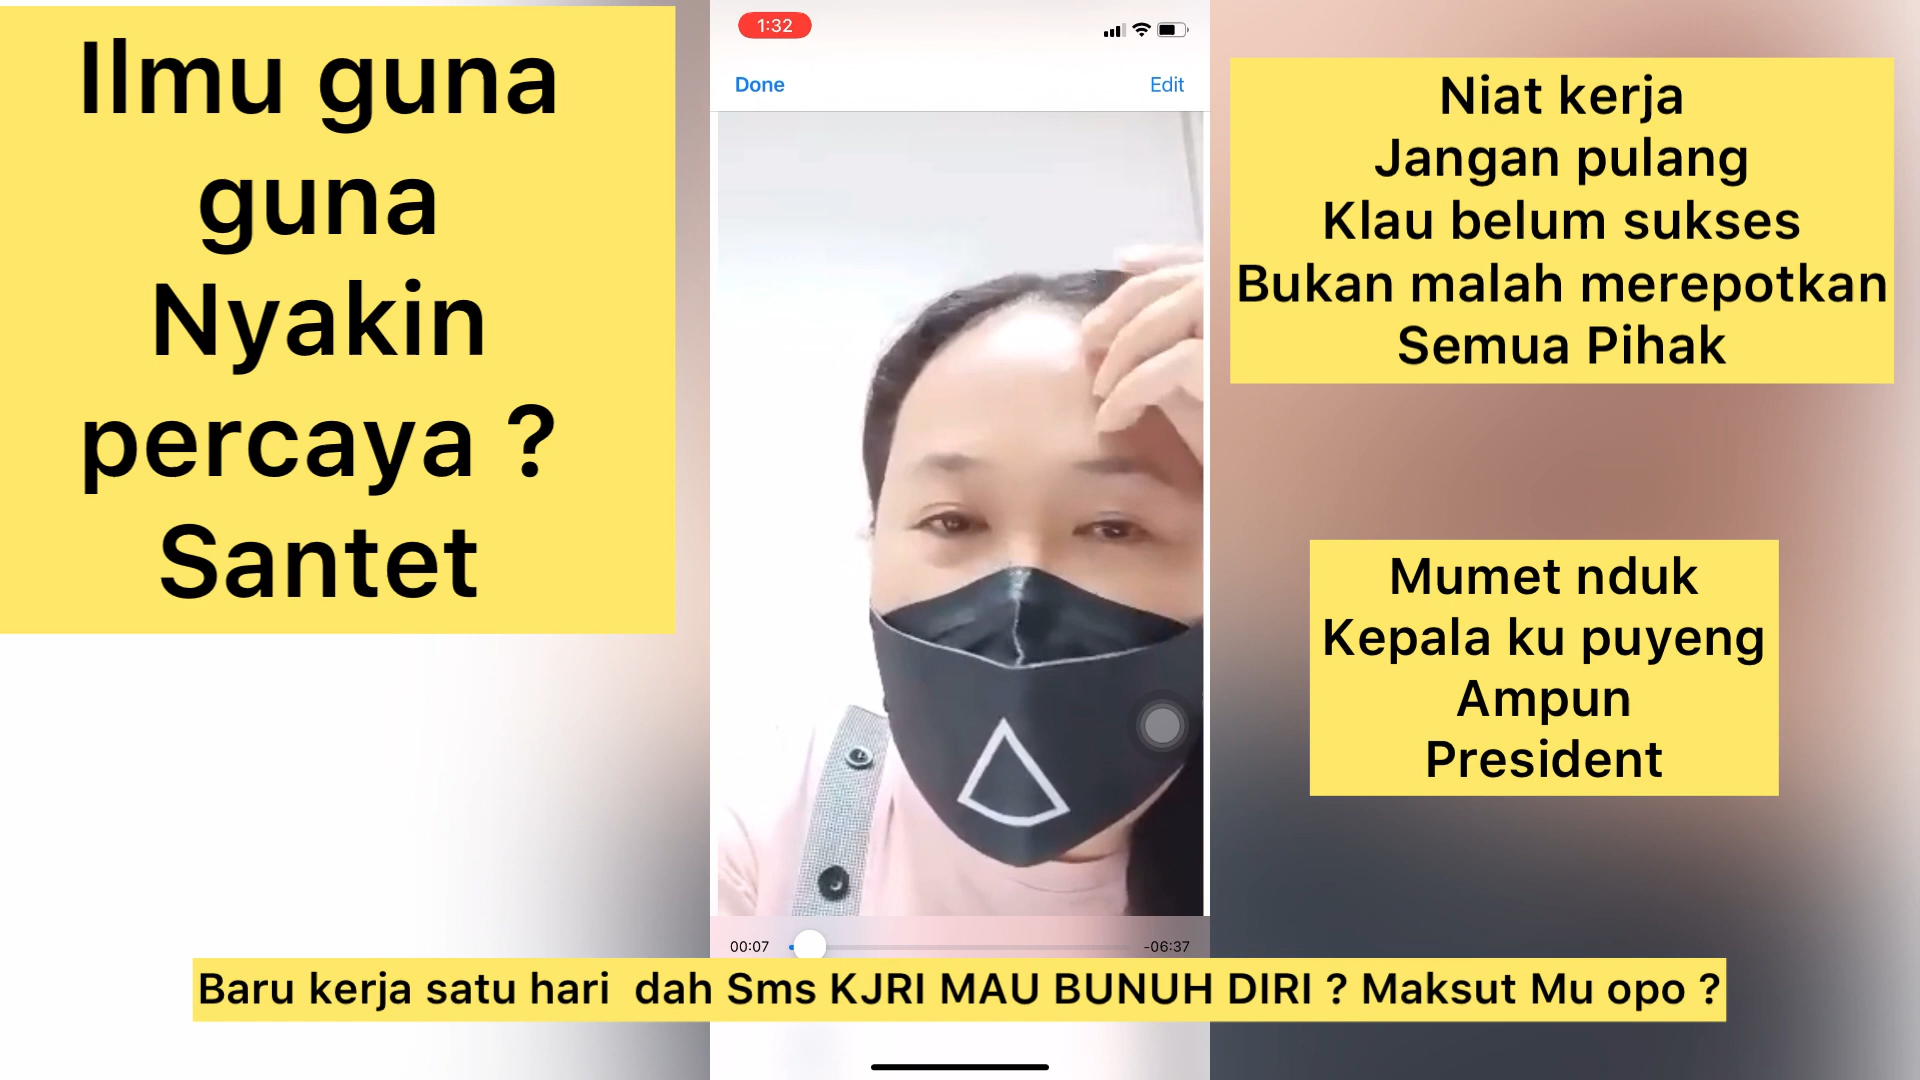 Ilmu guna
guna
Nyakin
percaya ?
Santet
1:32
Done
Edit
Niat kerja
Jangan pulang
Klau belum sukses
Bukan malah merepotkan
Semua Pihak
Mumet nduk
Kepala ku puyeng
Ampun
President
00:07
-06:37
Baru kerja satu hari dah Sms KJRI MAU BUNUH DIRI ? Maksut Mu opo ?